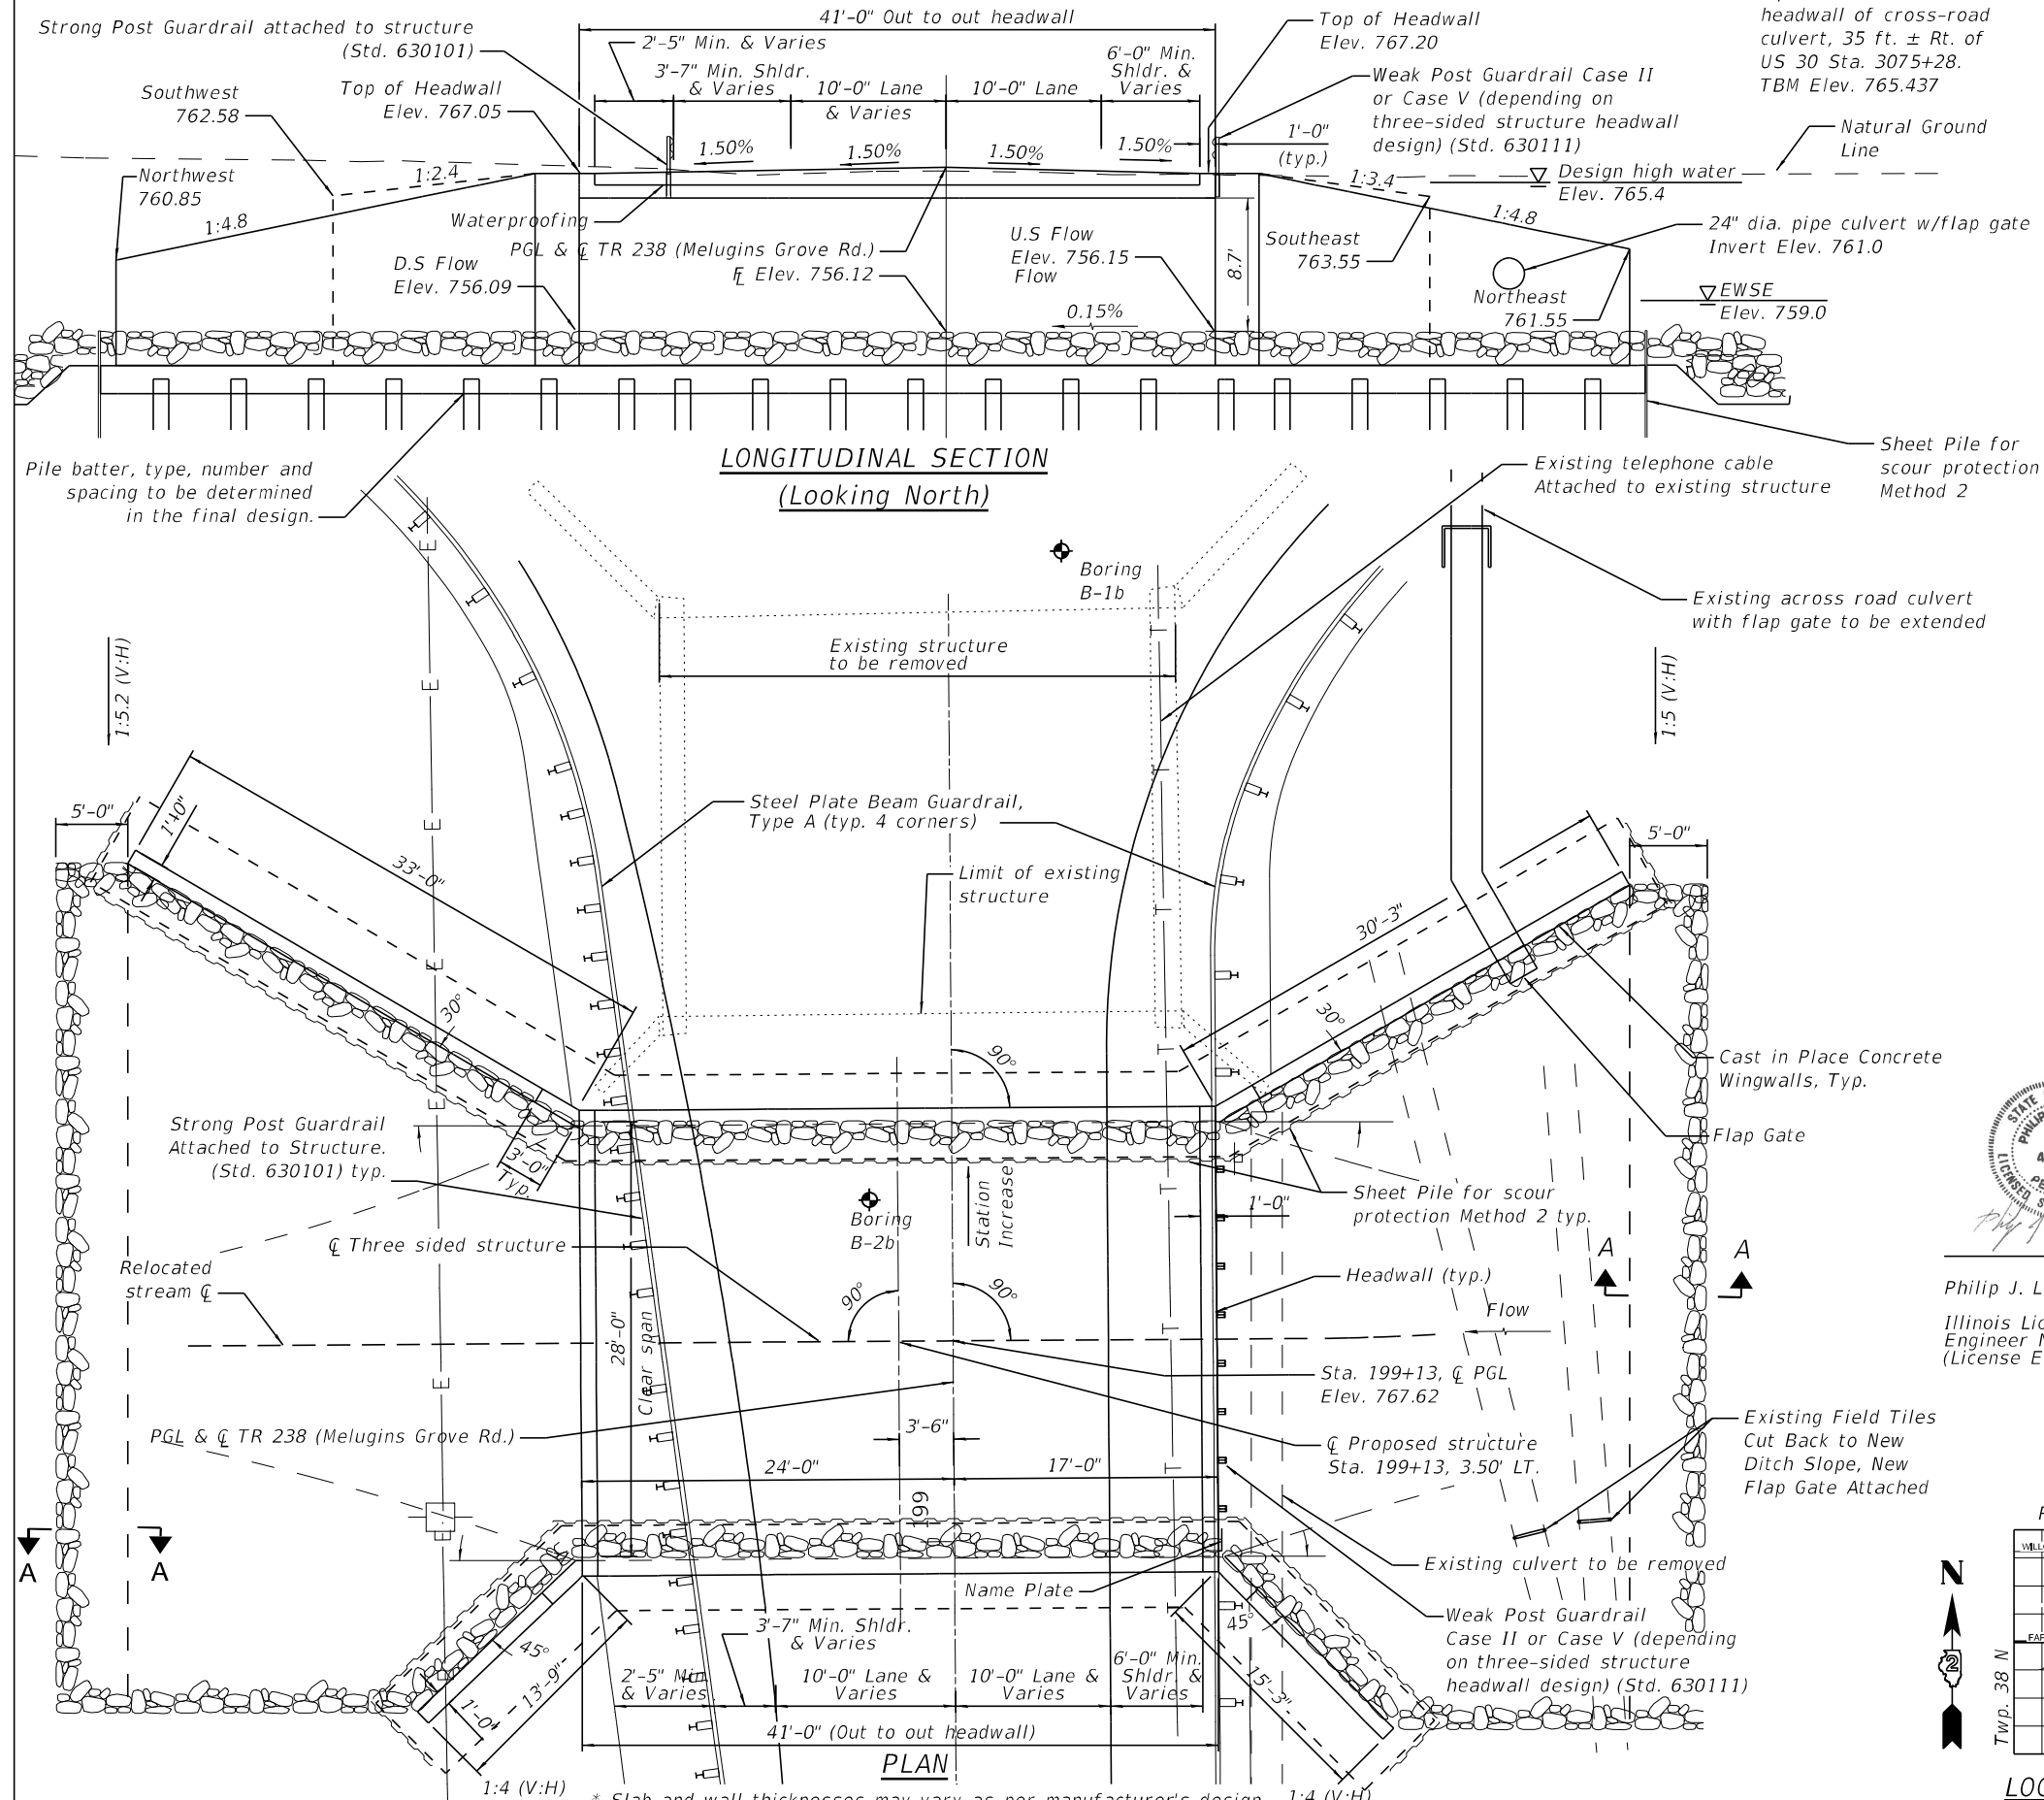 41'-0" Out to out headwall
Strong Post Guardrail attached to structure
(Std. 630101)
2'-5" Min. & Varies
3'-7" Min. Shldr.
& Varies
10'-0" Lane
& Varies
10'-0" Lane
6'-0" Min.
Shldr. &
Varies
Top of Headwall
Elev. 767.20
headwall of cross-road
culvert, 35 ft. ± Rt. of
US 30 Sta. 3075+28.
TBM Elev. 765.437
Southwest
762.58
Top of Headwall
Elev. 767.05
Weak Post Guardrail Case II
or Case V (depending on
three-sided structure headwall
design) (Std. 630111)
1'-0"
(typ.)
Natural Ground
Line
1.50%
1.50%
1.50%
1.50%
Northwest
760.85
1:2.4
1:4.8
1:3.4
1:4.8
Design high water
Elev. 765.4
Waterproofing
PGL & ℄ TR 238 (Melugins Grove Rd.)
D.S Flow
Elev. 756.09
℄ Elev. 756.12
U.S Flow
Elev. 756.15
Flow
8.7'
Southeast
763.55
24" dia. pipe culvert w/flap gate
Invert Elev. 761.0
Northeast
761.55
EWSE
Elev. 759.0
0.15%
Pile batter, type, number and
spacing to be determined
in the final design.
LONGITUDINAL SECTION
(Looking North)
Existing telephone cable
Attached to existing structure
Sheet Pile for
scour protection
Method 2
E
Boring
B-1b
Existing across road culvert
with flap gate to be extended
1:5.2 (V:H)
Existing structure
to be removed
T
1:5 (V:H)
E
T
5'-0"
1'-10"
33'-0"
E
Steel Plate Beam Guardrail,
Type A (typ. 4 corners)
5'-0"
Limit of existing
structure
30'-3"
T
E
30°
90°
30°
T
Cast in Place Concrete
Wingwalls, Typ.
E
Flap Gate
Strong Post Guardrail
Attached to Structure.
(Std. 630101) typ.
3'-0"
Typ.
Station
Increase
T
1'-0"
Sheet Pile for scour
protection Method 2 typ.
STATE
LICENSED
Boring
B-2b
℄ Three sided structure
Relocated
stream ℄
E
90°
90°
Headwall (typ.)
A
A
Philip J. L
Flow
Illinois Lic
Engineer N
(License E
28'-0"
Clear span
T
Sta. 199+13, ℄ PGL
Elev. 767.62
E
PGL & ℄ TR 238 (Melugins Grove Rd.)
3'-6"
℄ Proposed structure
Sta. 199+13, 3.50' LT.
Existing Field Tiles
Cut Back to New
Ditch Slope, New
Flap Gate Attached
24'-0"
17'-0"
T
199
A
A
Existing culvert to be removed
Name Plate
N
2
Twp. 38 N
45°
45°
3'-7" Min. Shldr.
& Varies
Weak Post Guardrail
Case II or Case V (depending
on three-sided structure
headwall design) (Std. 630111)
2'-5" Min.
& Varies
10'-0" Lane &
Varies
10'-0" Lane &
Varies
6'-0" Min.
Shldr. &
Varies
1'-0"
13'-9"
15'-3"
41'-0" (Out to out headwall)
PLAN
1:4 (V:H)
* Slab and wall thicknesses may vary as per manufacturer's design
1:4 (V:H)
LOC